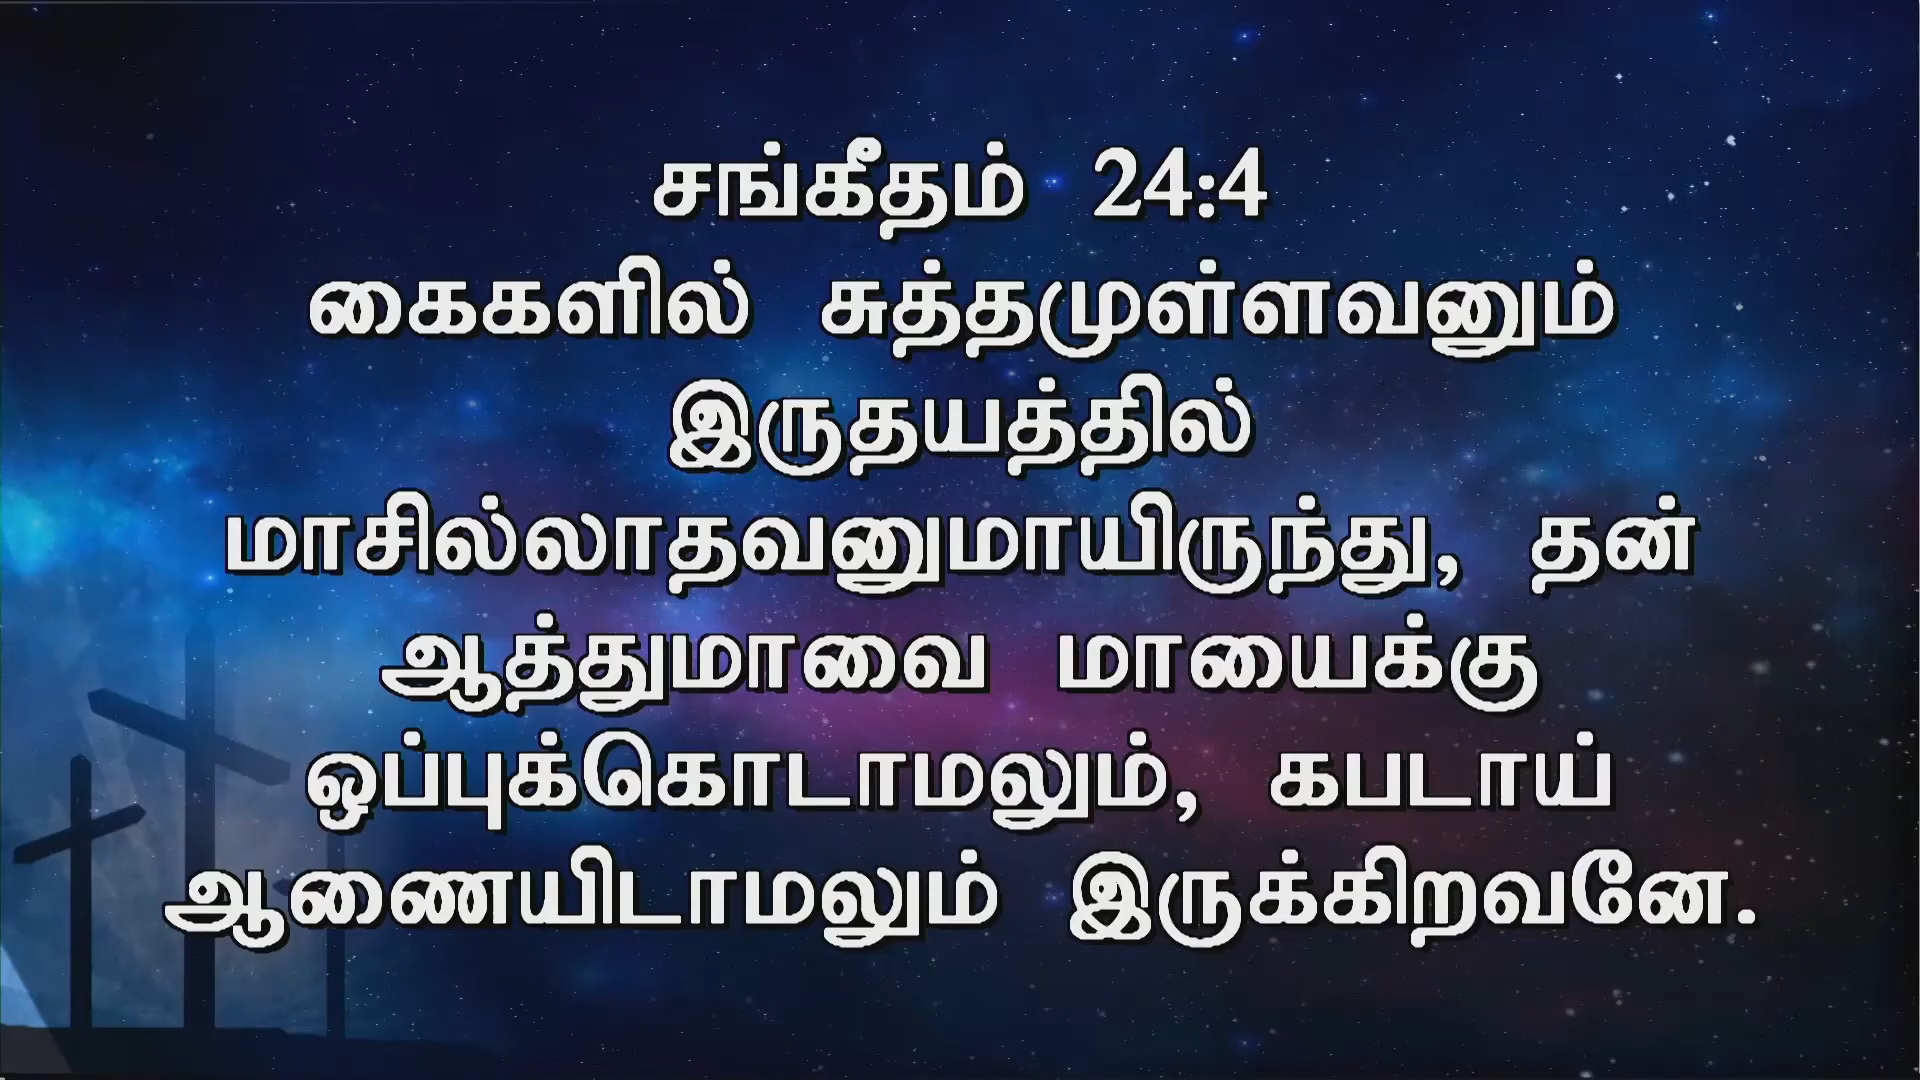 சங்கீதம் 24:4
கைகளில் சுத்தமுள்ளவனும்
இருதயத்தில்
மாசில்லாதவனுமாயிருந்து, தன்
ஆத்துமாவை மாயைக்கு
ஒப்புக்கொடாமலும், கபடாய்
ஆணையிடாமலும் இருக்கிறவனே.